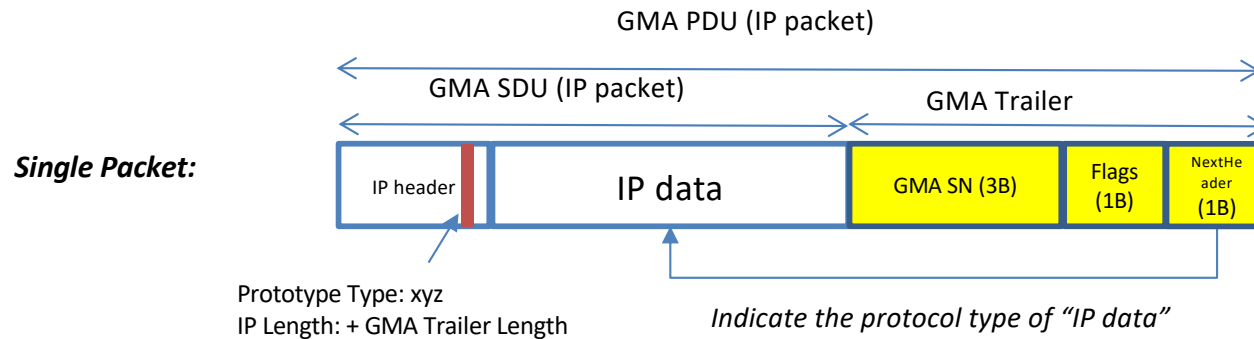 GMA PDU (IP packet)
GMA SDU (IP packet)
GMA Trailer
Single Packet:
IP header
IP data
GMA SN (3B)
Flags
(1B)
NextHe
ader
(1B)
Prototype Type: xyz
IP Length: + GMA Trailer Length
Indicate the protocol type of “IP data”